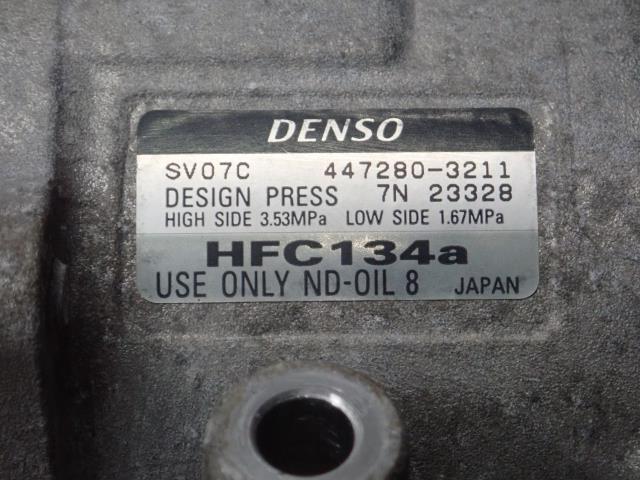 DENSO
SV07C 447280-3211
DESIGN PRESS 7N 23328
HIGH SIDE 3.53MPa LOW SIDE 1.67MPa
HFC134a
USE ONLY ND-OIL 8 JAPAN